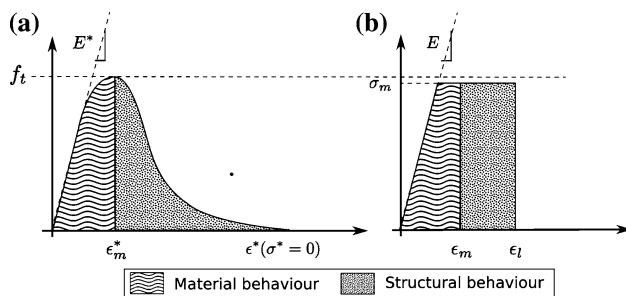 (a)
E*
f_t
ϵ*_m
ϵ*(σ* = 0)
(b)
E
σ_m
ϵ_m
ϵ_l
Material behaviour
Structural behaviour